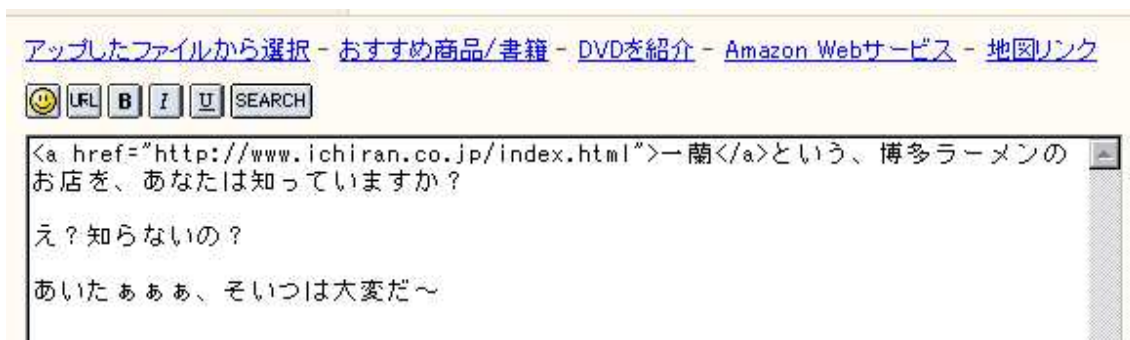 アップしたファイルから選択 - おすすめ商品/書籍 - DVDを紹介 - Amazon Webサービス - 地図リンク
URL B I U SEARCH
<a href="http://www.ichiran.co.jp/index.html">一蘭</a>という、博多ラーメンの
お店を、あなたは知っていますか？
え？知らないの？
あいたぁぁぁ、そいつは大変だ～